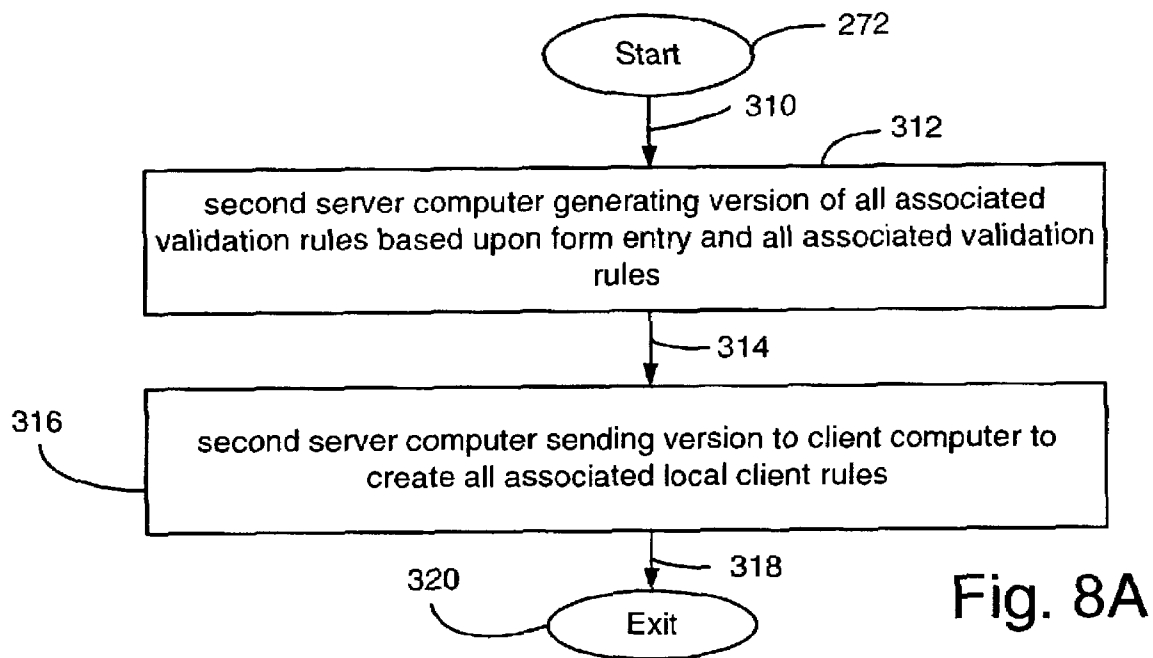 Start
272
310
312
second server computer generating version of all associated
validation rules based upon form entry and all associated validation
rules
314
316
second server computer sending version to client computer to
create all associated local client rules
318
320
Exit
Fig. 8A